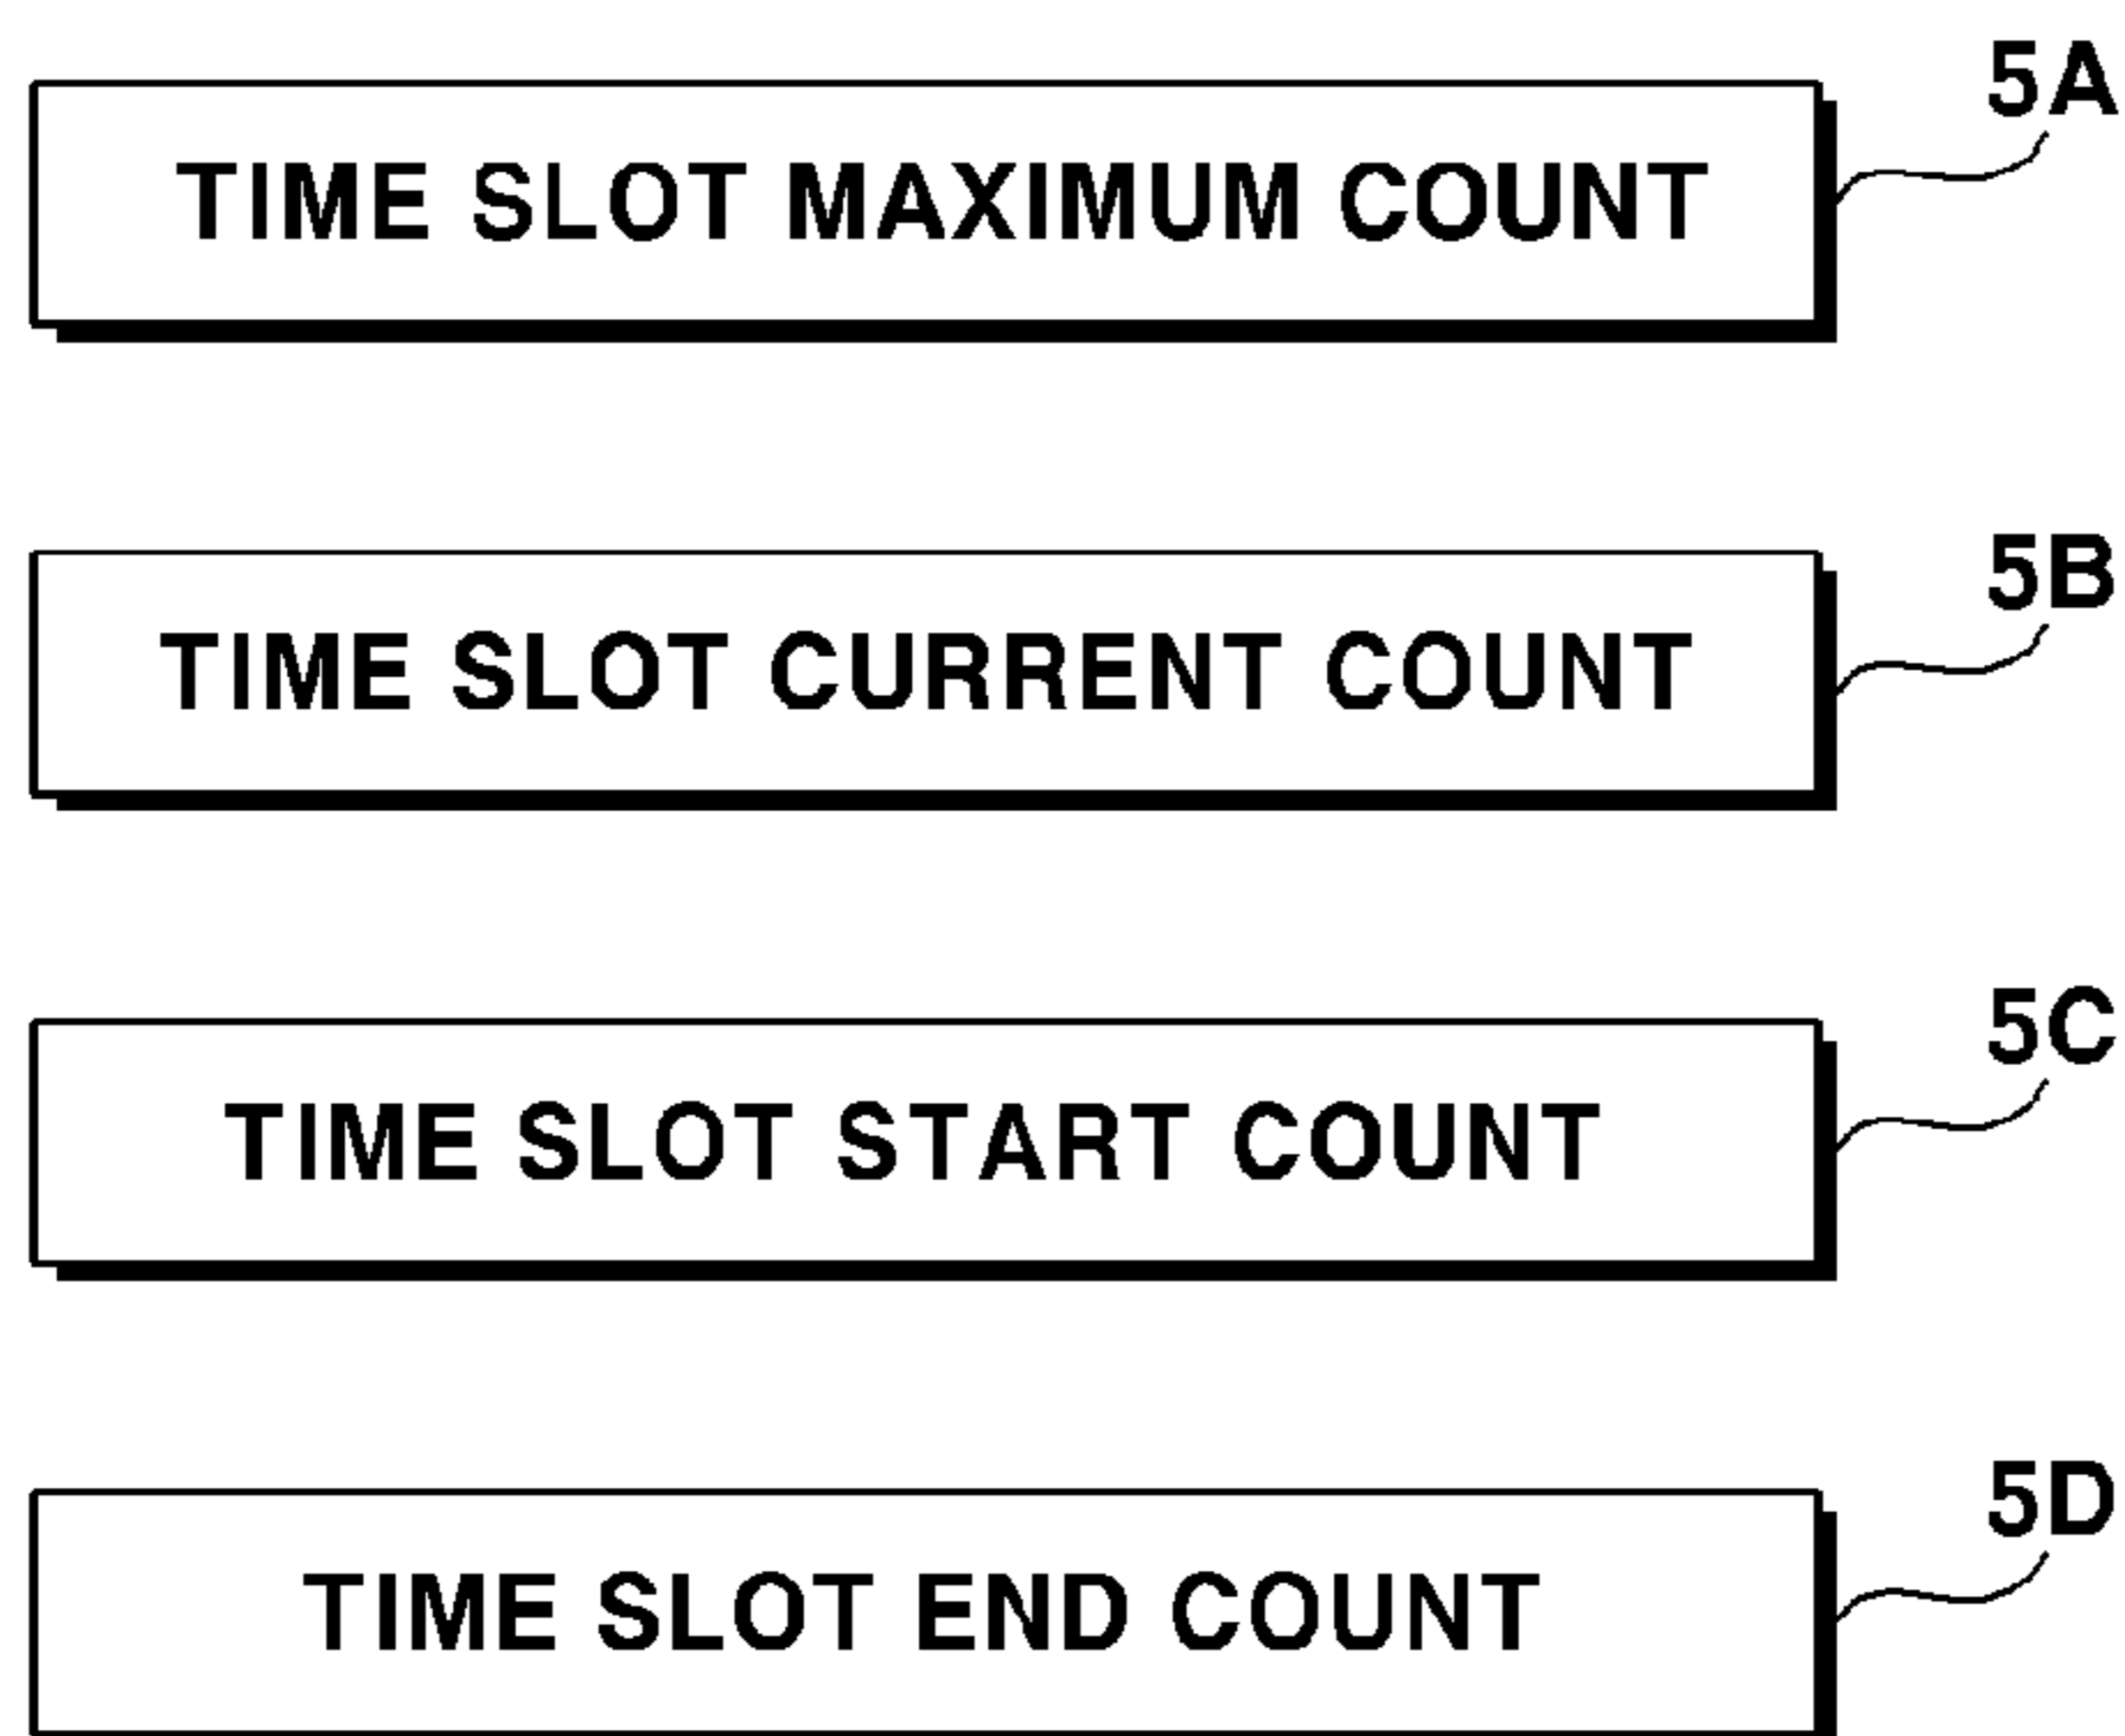 5A
TIME SLOT MAXIMUM COUNT
5B
TIME SLOT CURRENT COUNT
5C
TIME SLOT START COUNT
5D
TIME SLOT END COUNT